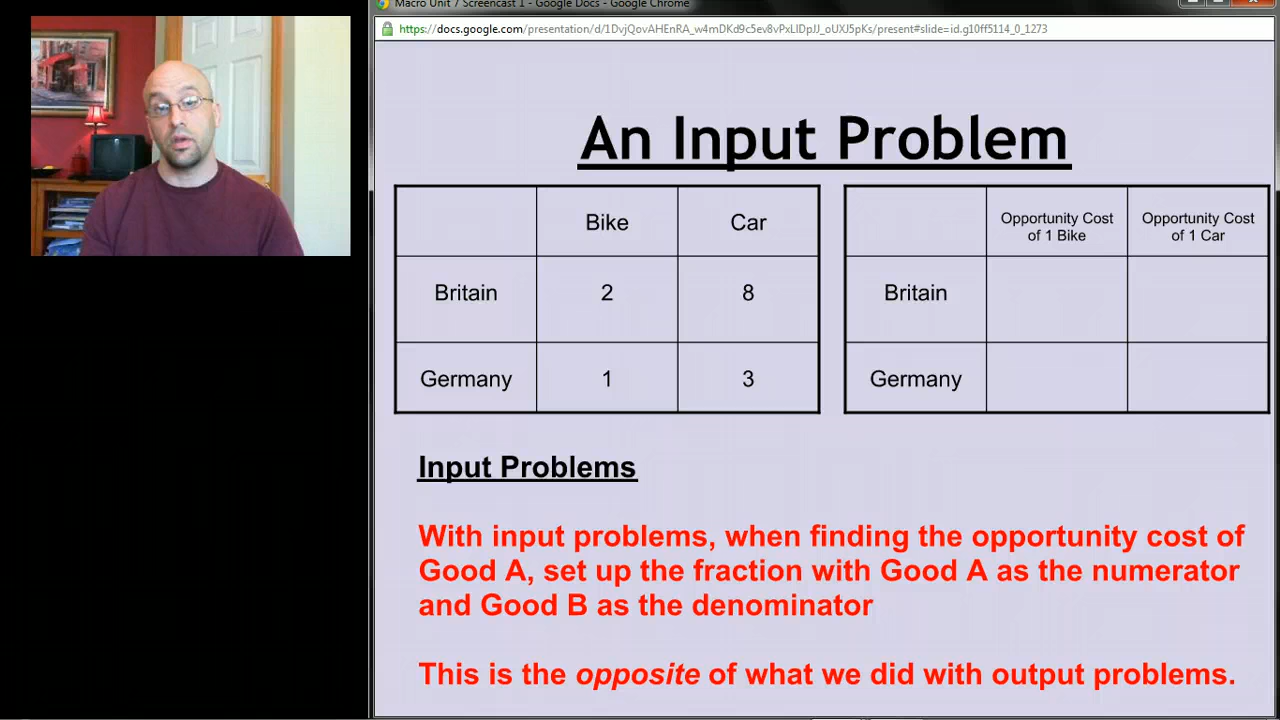 Macro Unit 7 Screencast 1 - Google Docs - Google Chrome
https://docs.google.com/presentation/d/1DvjQovAHEnRA_w4mDKd9c5ev8vPxLIDpJJ_oUXJ5pKs/present#slide=id.g10ff5114_0_1273
An Input Problem
Bike Car
Britain 2 8
Germany 1 3
Opportunity Cost of 1 Bike Opportunity Cost of 1 Car
Britain
Germany
Input Problems
With input problems, when finding the opportunity cost of
Good A, set up the fraction with Good A as the numerator
and Good B as the denominator
This is the opposite of what we did with output problems.